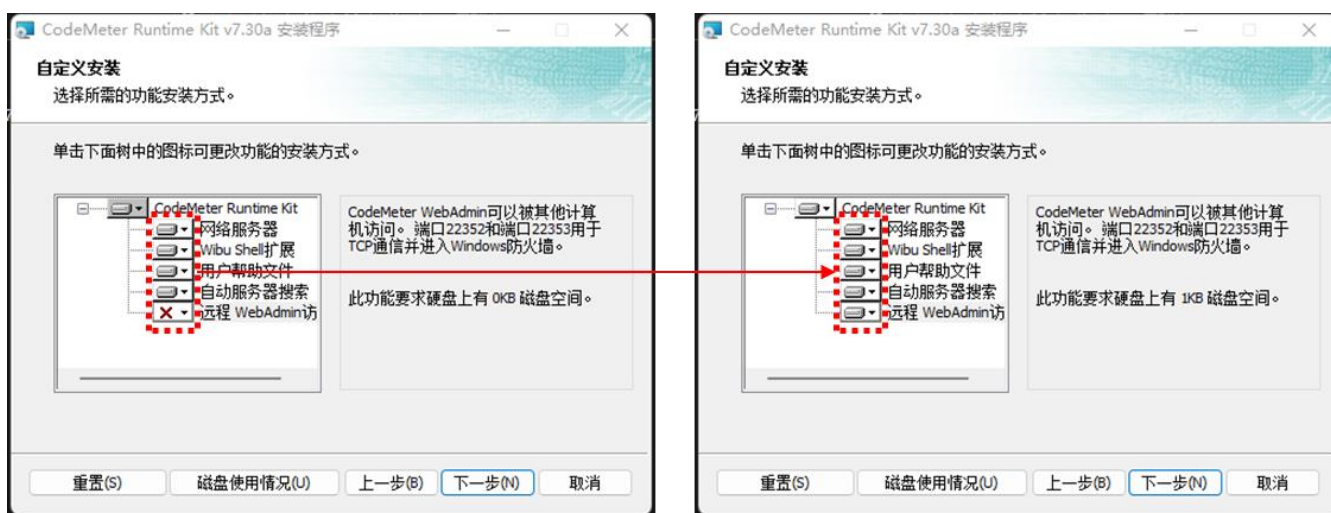 CodeMeter Runtime Kit v7.30a 安装程序
自定义安装
选择所需的功能安装方式。
单击下面树中的图标可更改功能的安装方式。
CodeMeter Runtime Kit
网络服务器
Wibu Shell扩展
用户帮助文件
自动服务器搜索
远程 WebAdmin访
CodeMeter WebAdmin可以被其他计算
机访问。 端口22352和端口22353用于
TCP通信并进入Windows防火墙。
此功能要求硬盘上有 0KB 磁盘空间。
重置(S)
磁盘使用情况(U)
上一步(B)
下一步(N)
取消
CodeMeter Runtime Kit v7.30a 安装程序
自定义安装
选择所需的功能安装方式。
单击下面树中的图标可更改功能的安装方式。
CodeMeter Runtime Kit
网络服务器
Wibu Shell扩展
用户帮助文件
自动服务器搜索
远程 WebAdmin访
CodeMeter WebAdmin可以被其他计算
机访问。 端口22352和端口22353用于
TCP通信并进入Windows防火墙。
此功能要求硬盘上有 1KB 磁盘空间。
重置(S)
磁盘使用情况(U)
上一步(B)
下一步(N)
取消